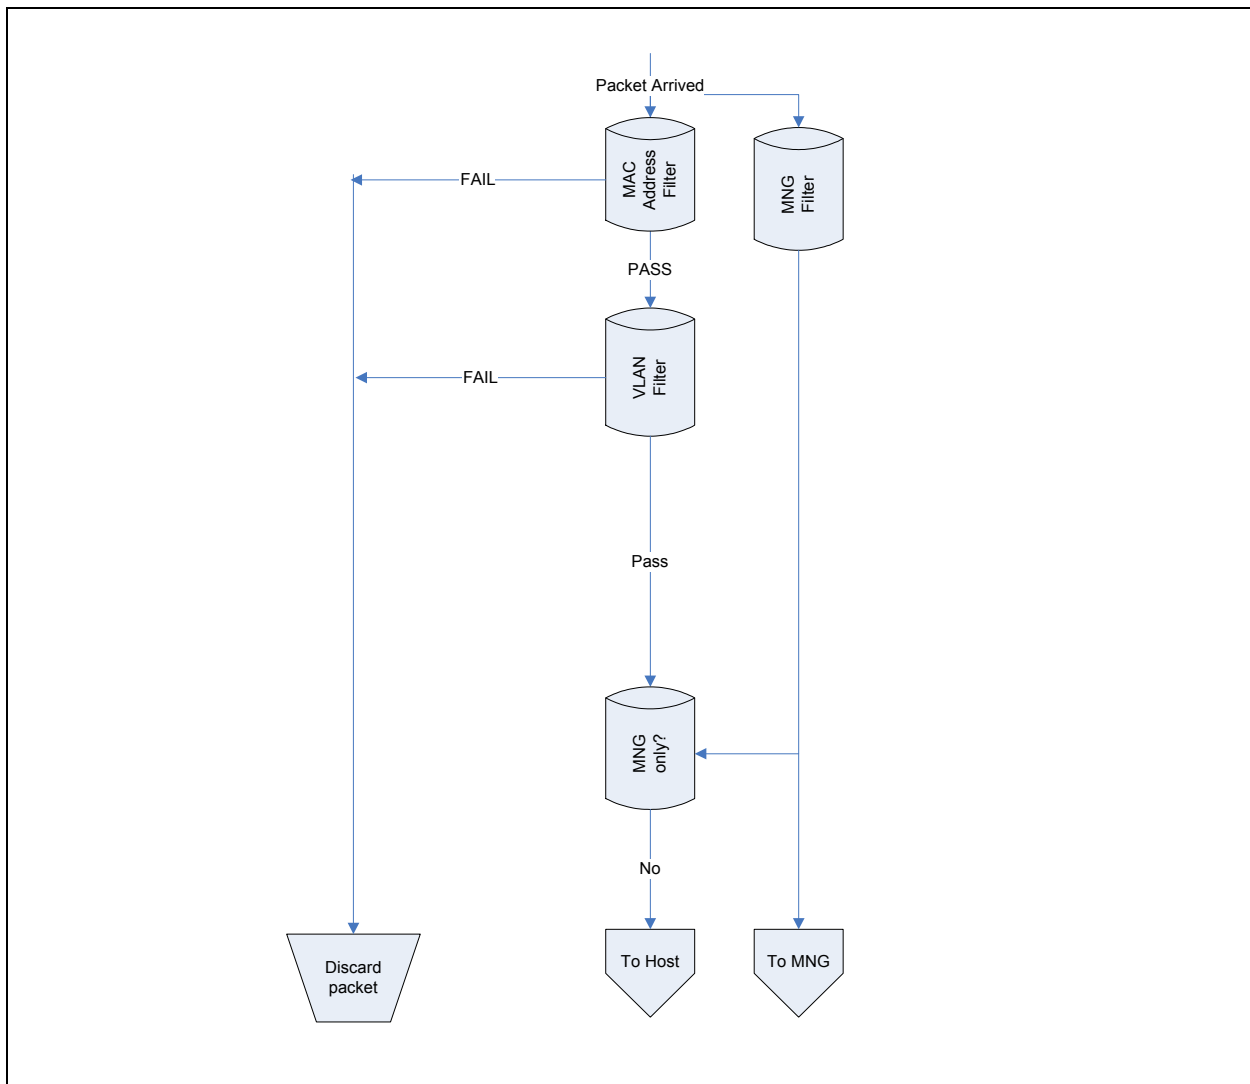 Packet Arrived
MAC
Address
Filter
MNG
Filter
FAIL
PASS
VLAN
Filter
FAIL
Pass
MNG
only?
No
Discard
packet
To Host
To MNG